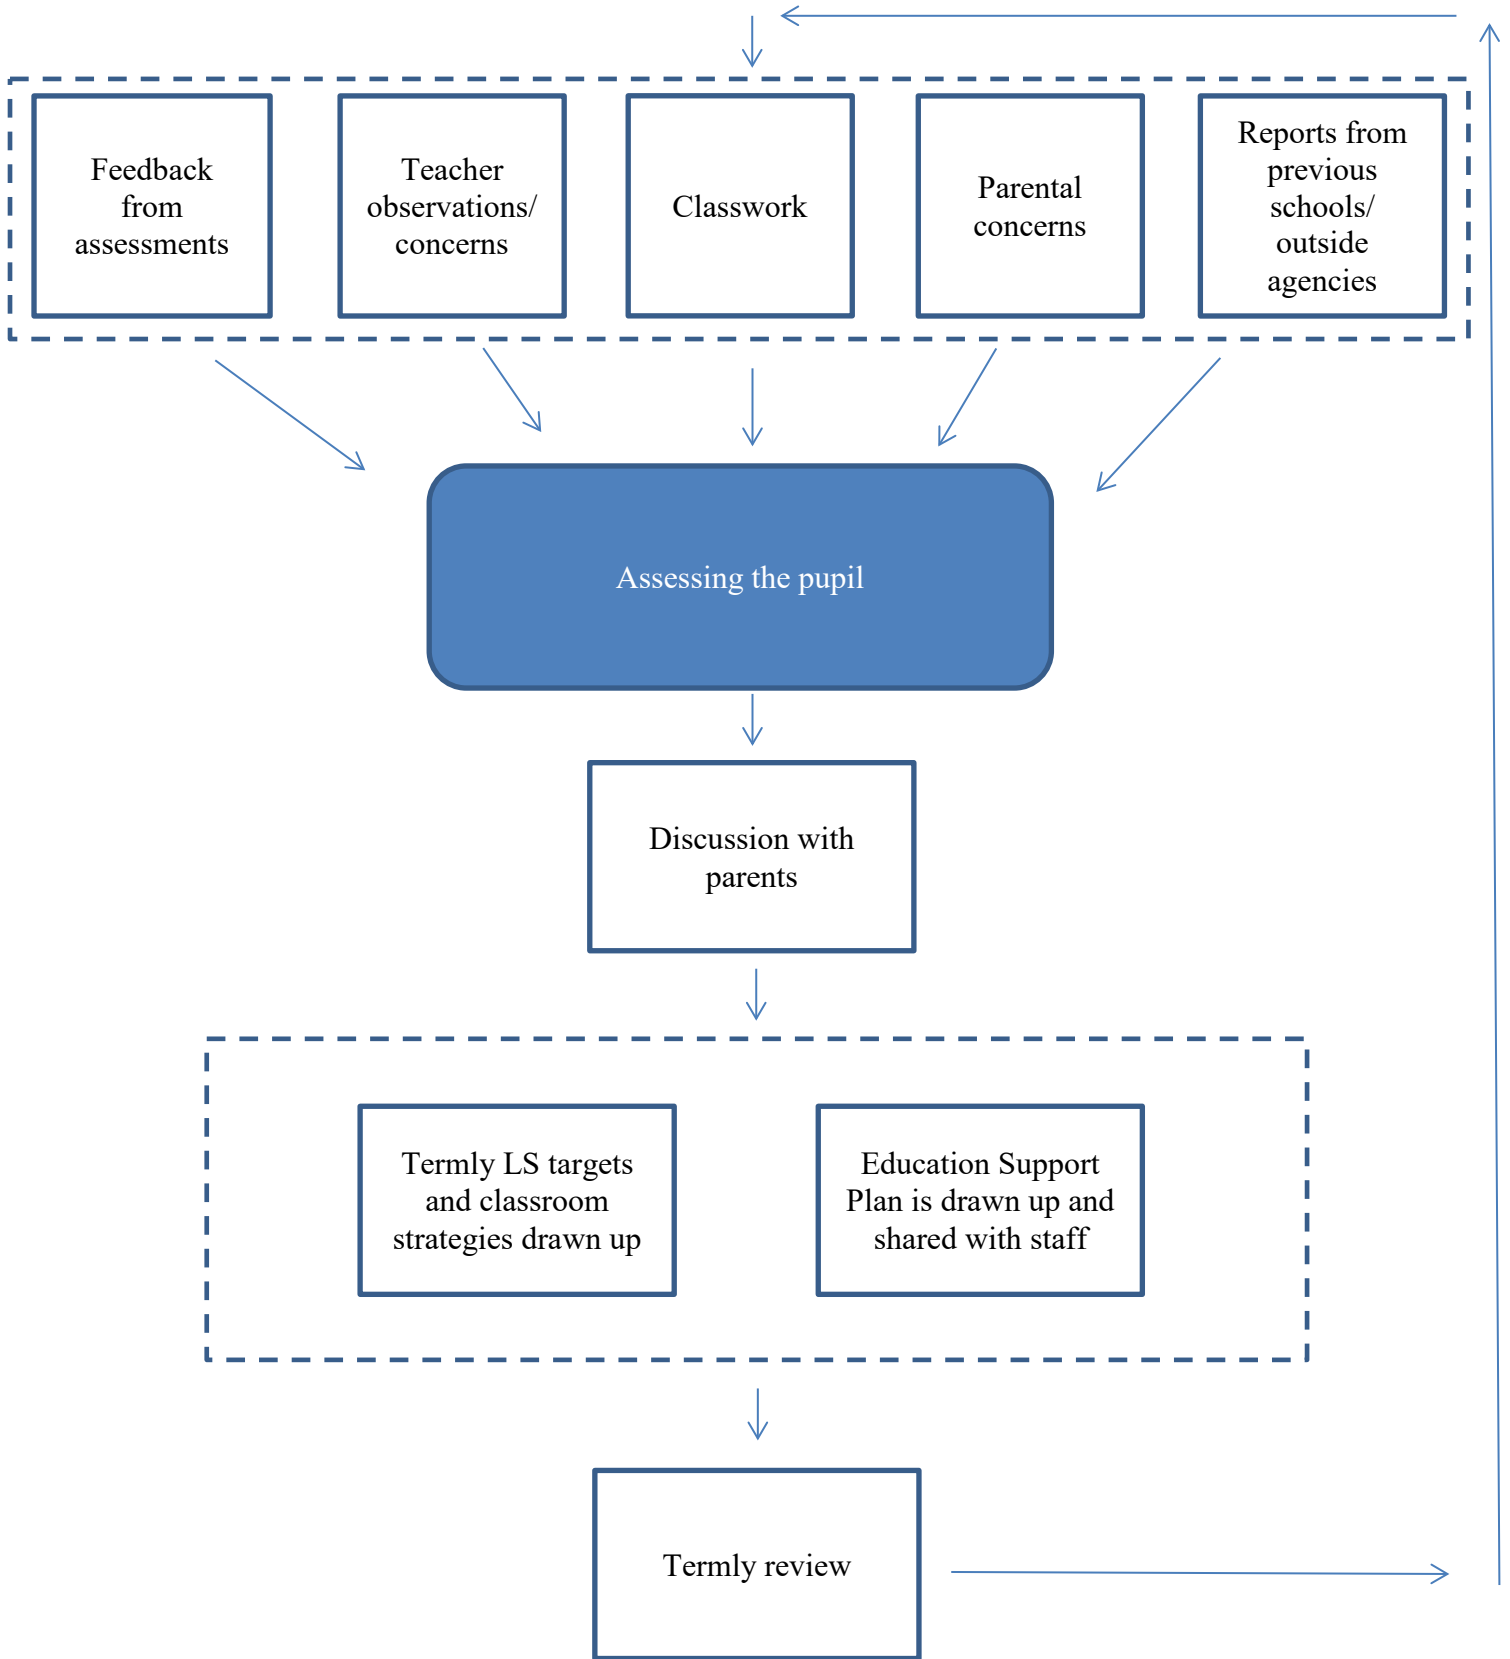 Feedback
from
assessments
Teacher
observations/
concerns
Classwork
Parental
concerns
Reports from
previous
schools/
outside
agencies
Assessing the pupil
Discussion with
parents
Termly LS targets
and classroom
strategies drawn up
Education Support
Plan is drawn up and
shared with staff
Termly review